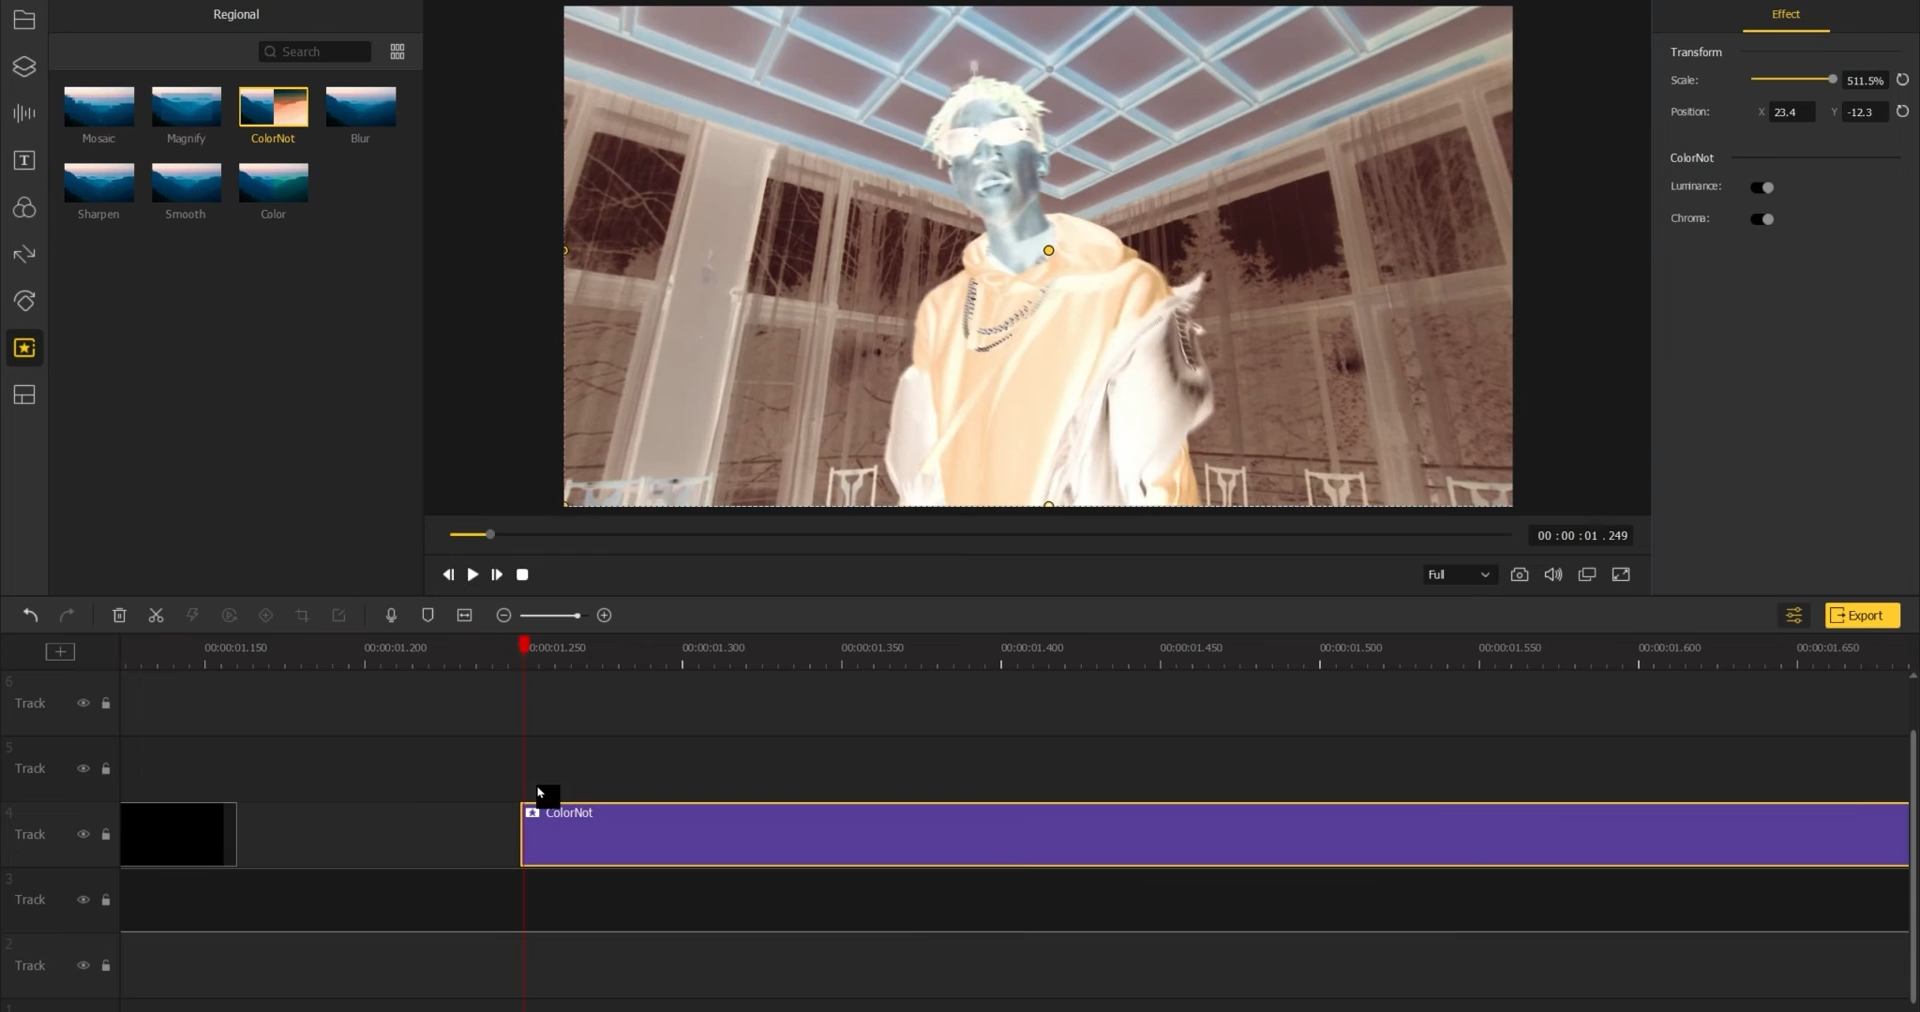 Regional
Effect
Search
Transform
Scale:
511.5%
Position:
X 23.4
Y -12.3
Mosaic
Magnify
ColorNot
Blur
ColorNot
Luminance:
Chroma:
Sharpen
Smooth
Color
00 : 00 : 01 . 249
Full
Export
00:00:01.150
00:00:01.200
00:00:01.250
00:00:01.300
00:00:01.350
00:00:01.400
00:00:01.450
00:00:01.500
00:00:01.550
00:00:01.600
00:00:01.650
6
Track
5
Track
4
Track
ColorNot
3
Track
2
Track